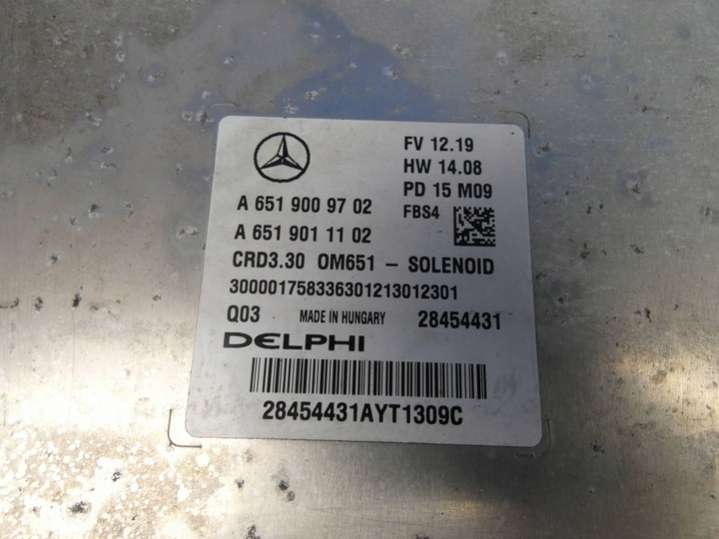 FV 12.19
HW 14.08
PD 15 M09
A 651 900 97 02
FBS4
A 651 901 11 02
CRD3.30 OM651 - SOLENOID
300001758336301213012301
Q03 MADE IN HUNGARY 28454431
DELPHI
28454431AYT1309C